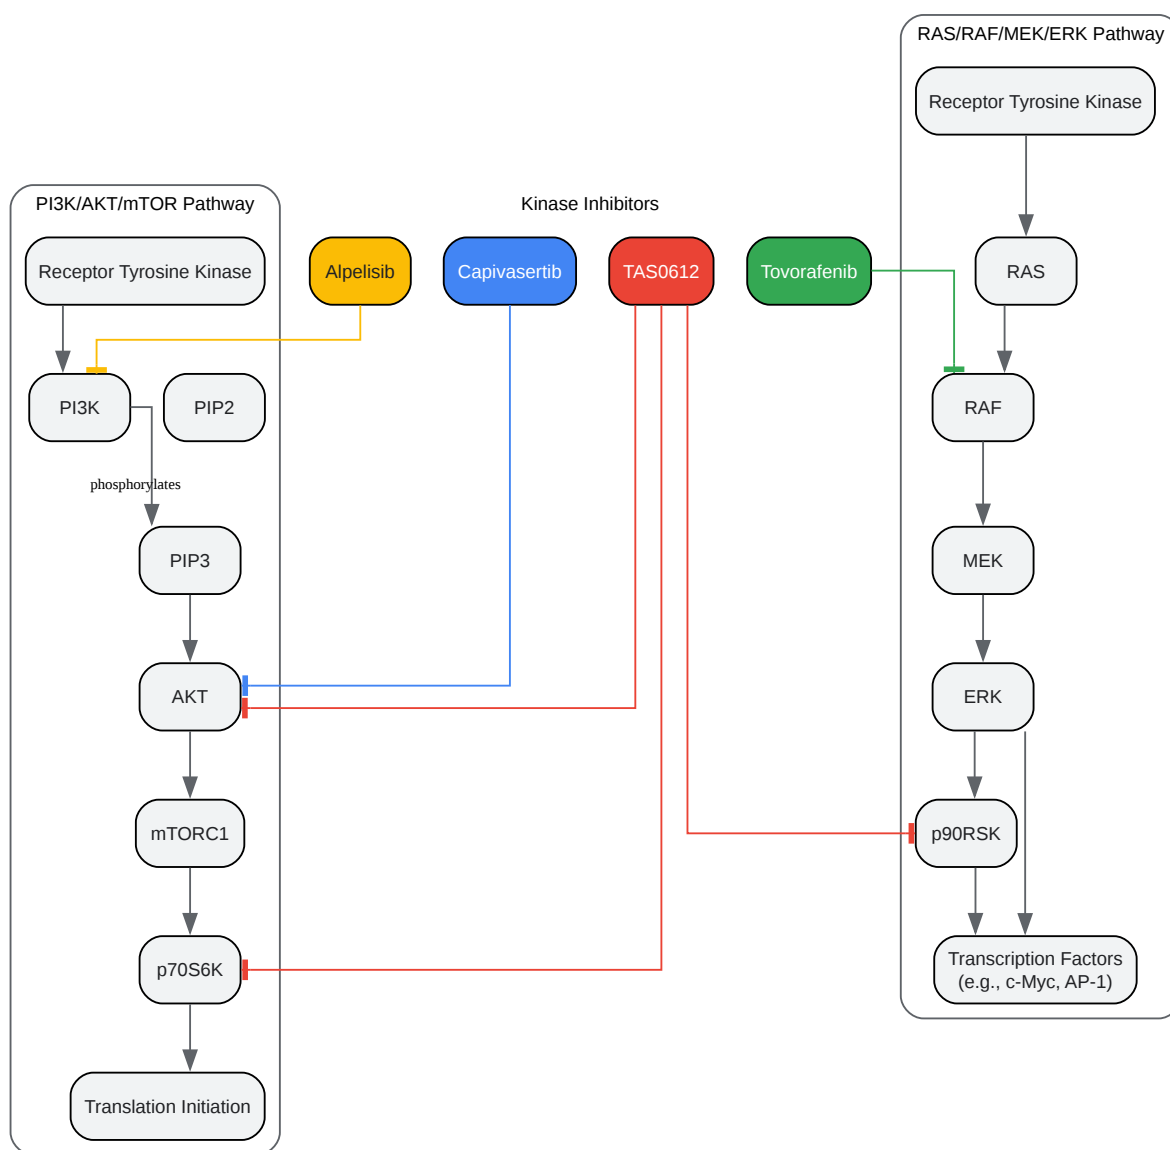 RAS/RAF/MEK/ERK Pathway
Receptor Tyrosine Kinase
PI3K/AKT/mTOR Pathway
Kinase Inhibitors
Receptor Tyrosine Kinase
Alpelisib
Capivasertib
TAS0612
Tovorafenib
RAS
PI3K
PIP2
RAF
phosphorylates
PIP3
MEK
AKT
ERK
mTORC1
p90RSK
p70S6K
Transcription Factors
(e.g., c-Myc, AP-1)
Translation Initiation